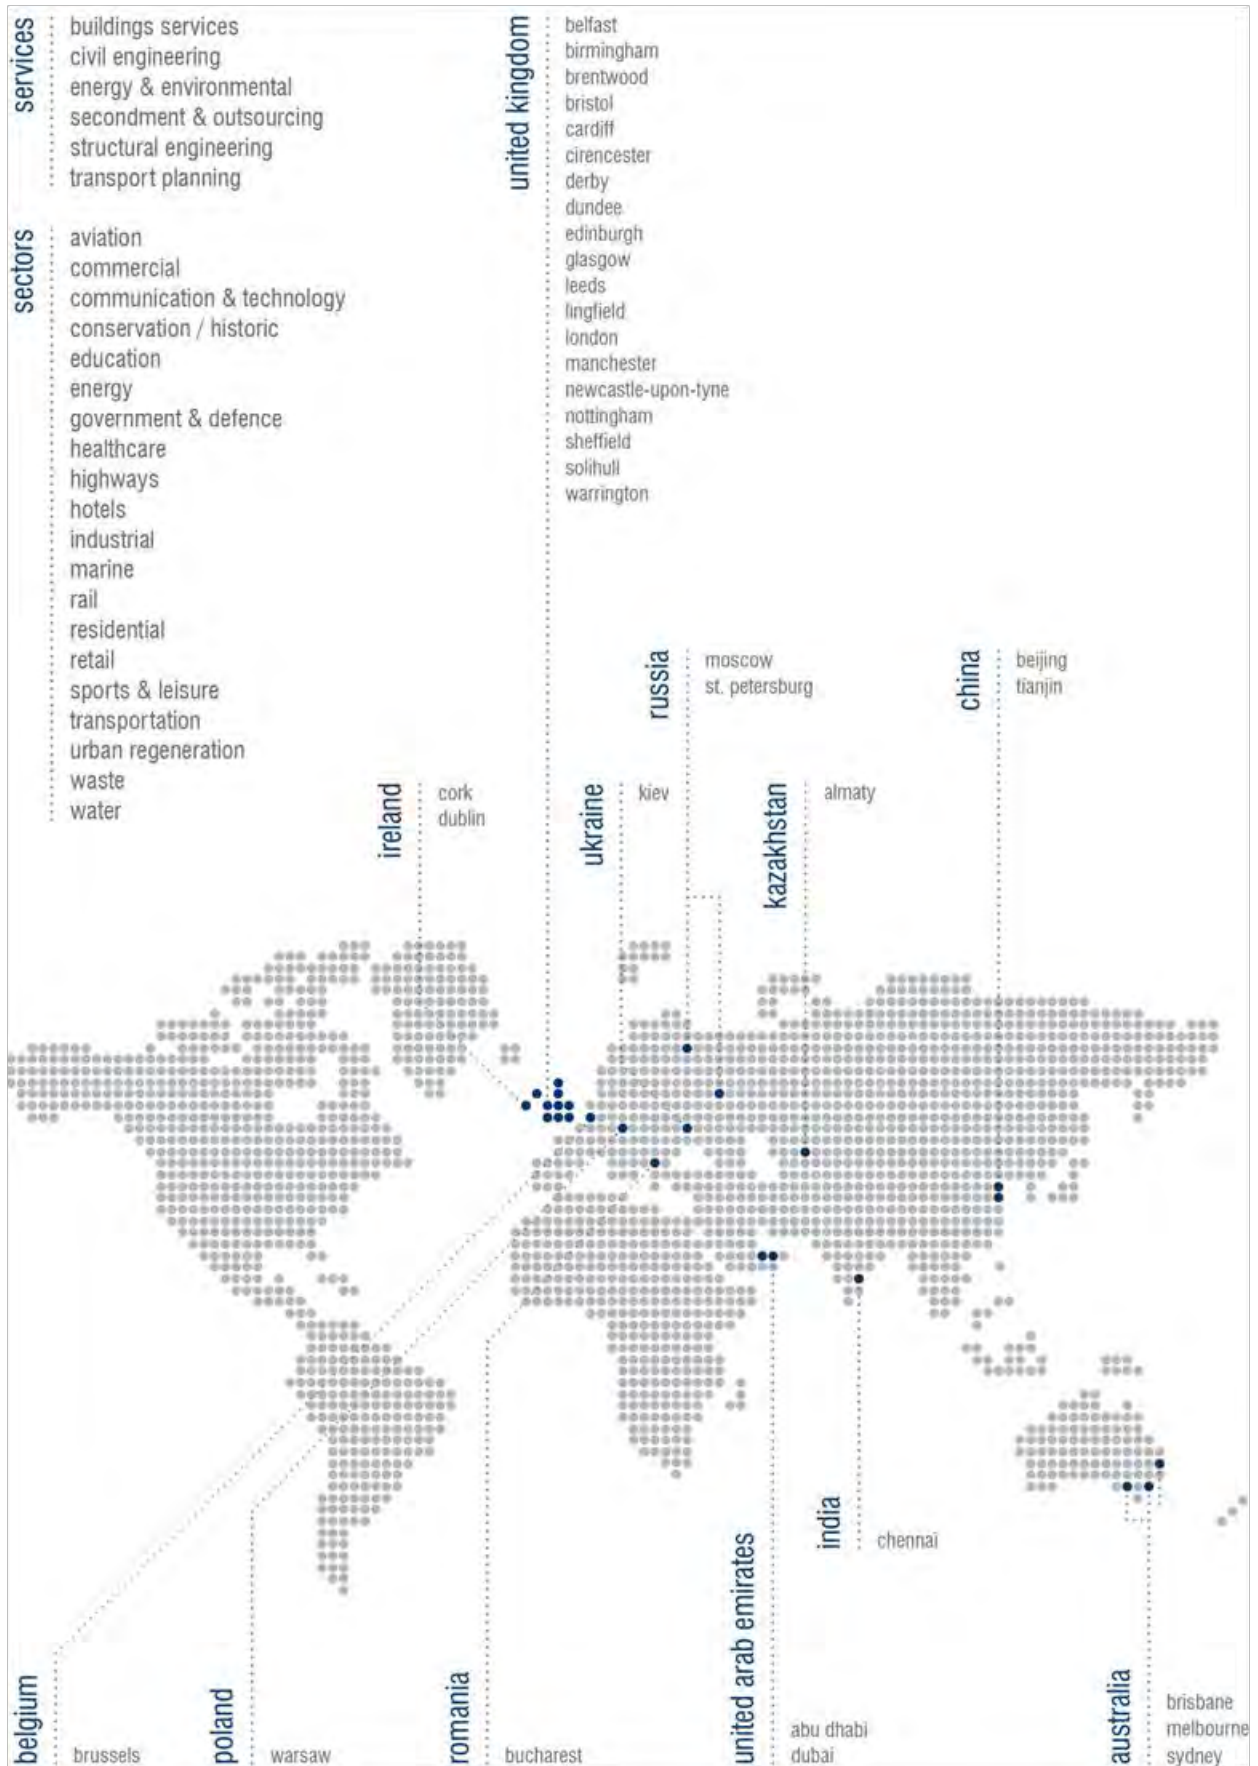 services
buildings services
civil engineering
energy & environmental
secondment & outsourcing
structural engineering
transport planning
sectors
aviation
commercial
communication & technology
conservation / historic
education
energy
government & defence
healthcare
highways
hotels
industrial
marine
rail
residential
retail
sports & leisure
transportation
urban regeneration
waste
water
united kingdom
belfast
birmingham
brentwood
bristol
cardiff
cirencester
derby
dundee
edinburgh
glasgow
leeds
lingfield
london
manchester
newcastle-upon-tyne
nottingham
sheffield
solihull
warrington
russia
moscow
st. petersburg
china
beijing
tianjin
ireland
cork
dublin
ukraine
kiev
kazakhstan
almaty
belgium
brussels
poland
warsaw
romania
bucharest
united arab emirates
abu dhabi
dubai
india
chennai
australia
brisbane
melbourne
sydney